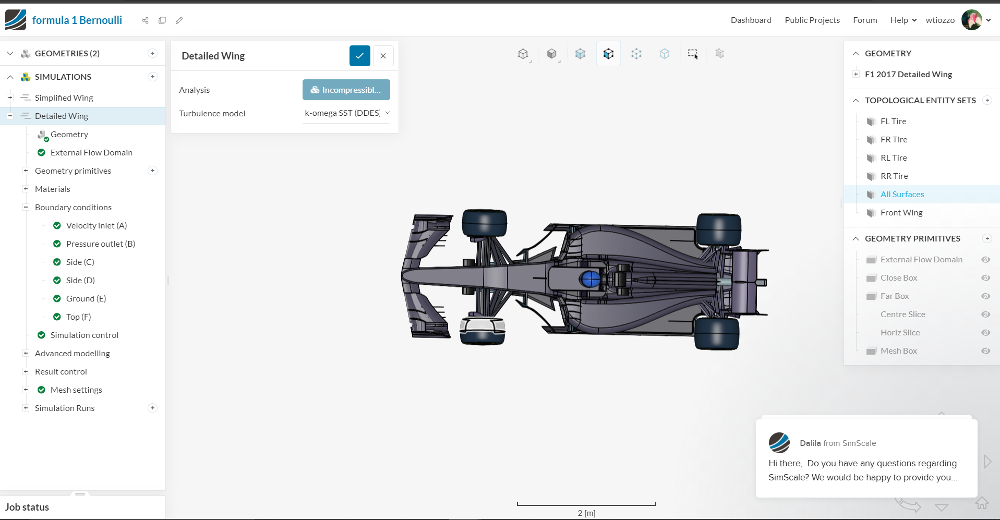 formula 1 Bernoulli
Dashboard
Public Projects
Forum
Help
wtiozzo
GEOMETRIES (2)
SIMULATIONS
Simplified Wing
Detailed Wing
Geometry
External Flow Domain
Geometry primitives
Materials
Boundary conditions
Velocity inlet (A)
Pressure outlet (B)
Side (C)
Side (D)
Ground (E)
Top (F)
Simulation control
Advanced modelling
Result control
Mesh settings
Simulation Runs
Job status
Detailed Wing
Analysis
Incompressibl...
Turbulence model
k-omega SST (DDES)
2 [m]
GEOMETRY
F1 2017 Detailed Wing
TOPOLOGICAL ENTITY SETS
FL Tire
FR Tire
RL Tire
RR Tire
All Surfaces
Front Wing
GEOMETRY PRIMITIVES
External Flow Domain
Close Box
Far Box
Centre Slice
Horiz Slice
Mesh Box
Dalila from SimScale
Hi there, Do you have any questions regarding
SimScale? We would be happy to provide you...